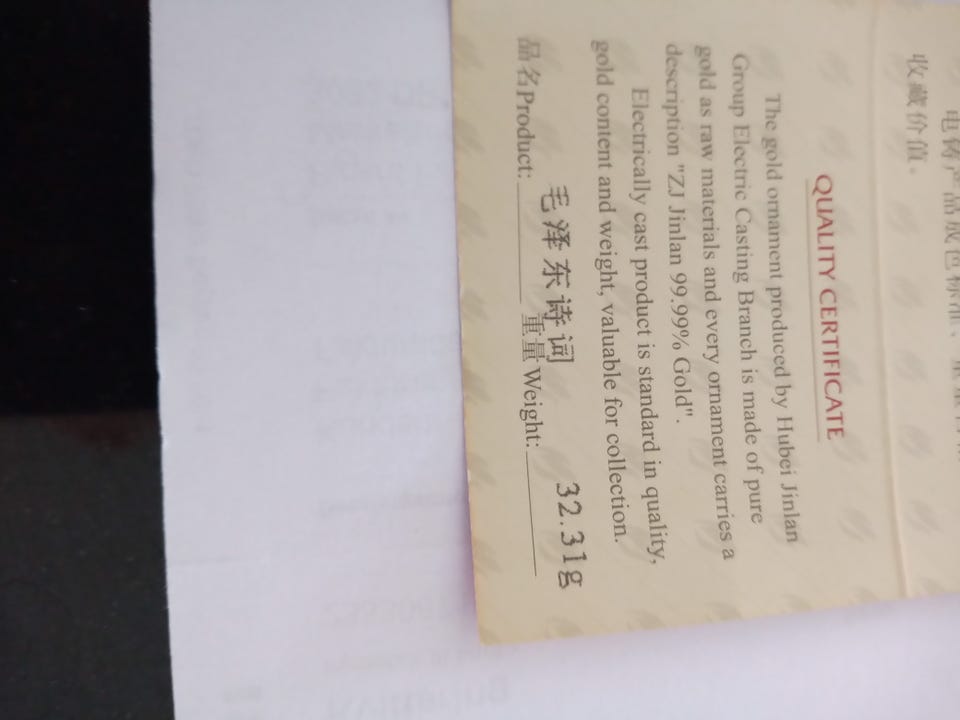 收藏价值。
QUALITY CERTIFICATE
The gold ornament produced by Hubei Jinlan
Group Electric Casting Branch is made of pure
gold as raw materials and every ornament carries a
description "ZJ Jinlan 99.99% Gold".
Electrically cast product is standard in quality,
gold content and weight, valuable for collection.
毛泽东诗词 32.31g
品名Product: 重量Weight: